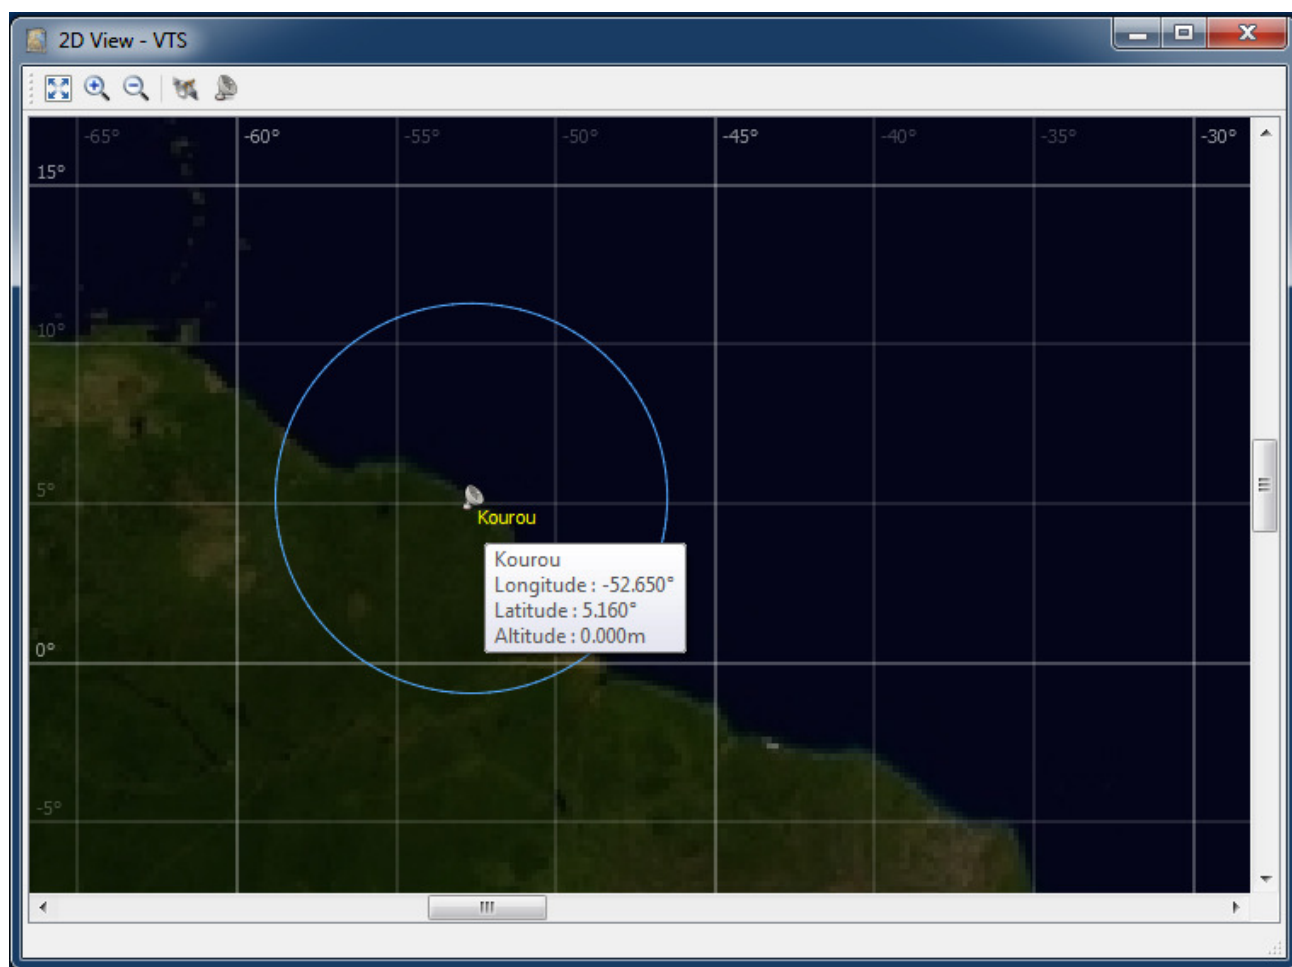 2D View - VTS
-65° -60° -55° -50° -45° -40° -35° -30°
15°
10°
5°
Kourou
Kourou
Longitude : -52.650°
Latitude : 5.160°
Altitude : 0.000m
0°
-5°